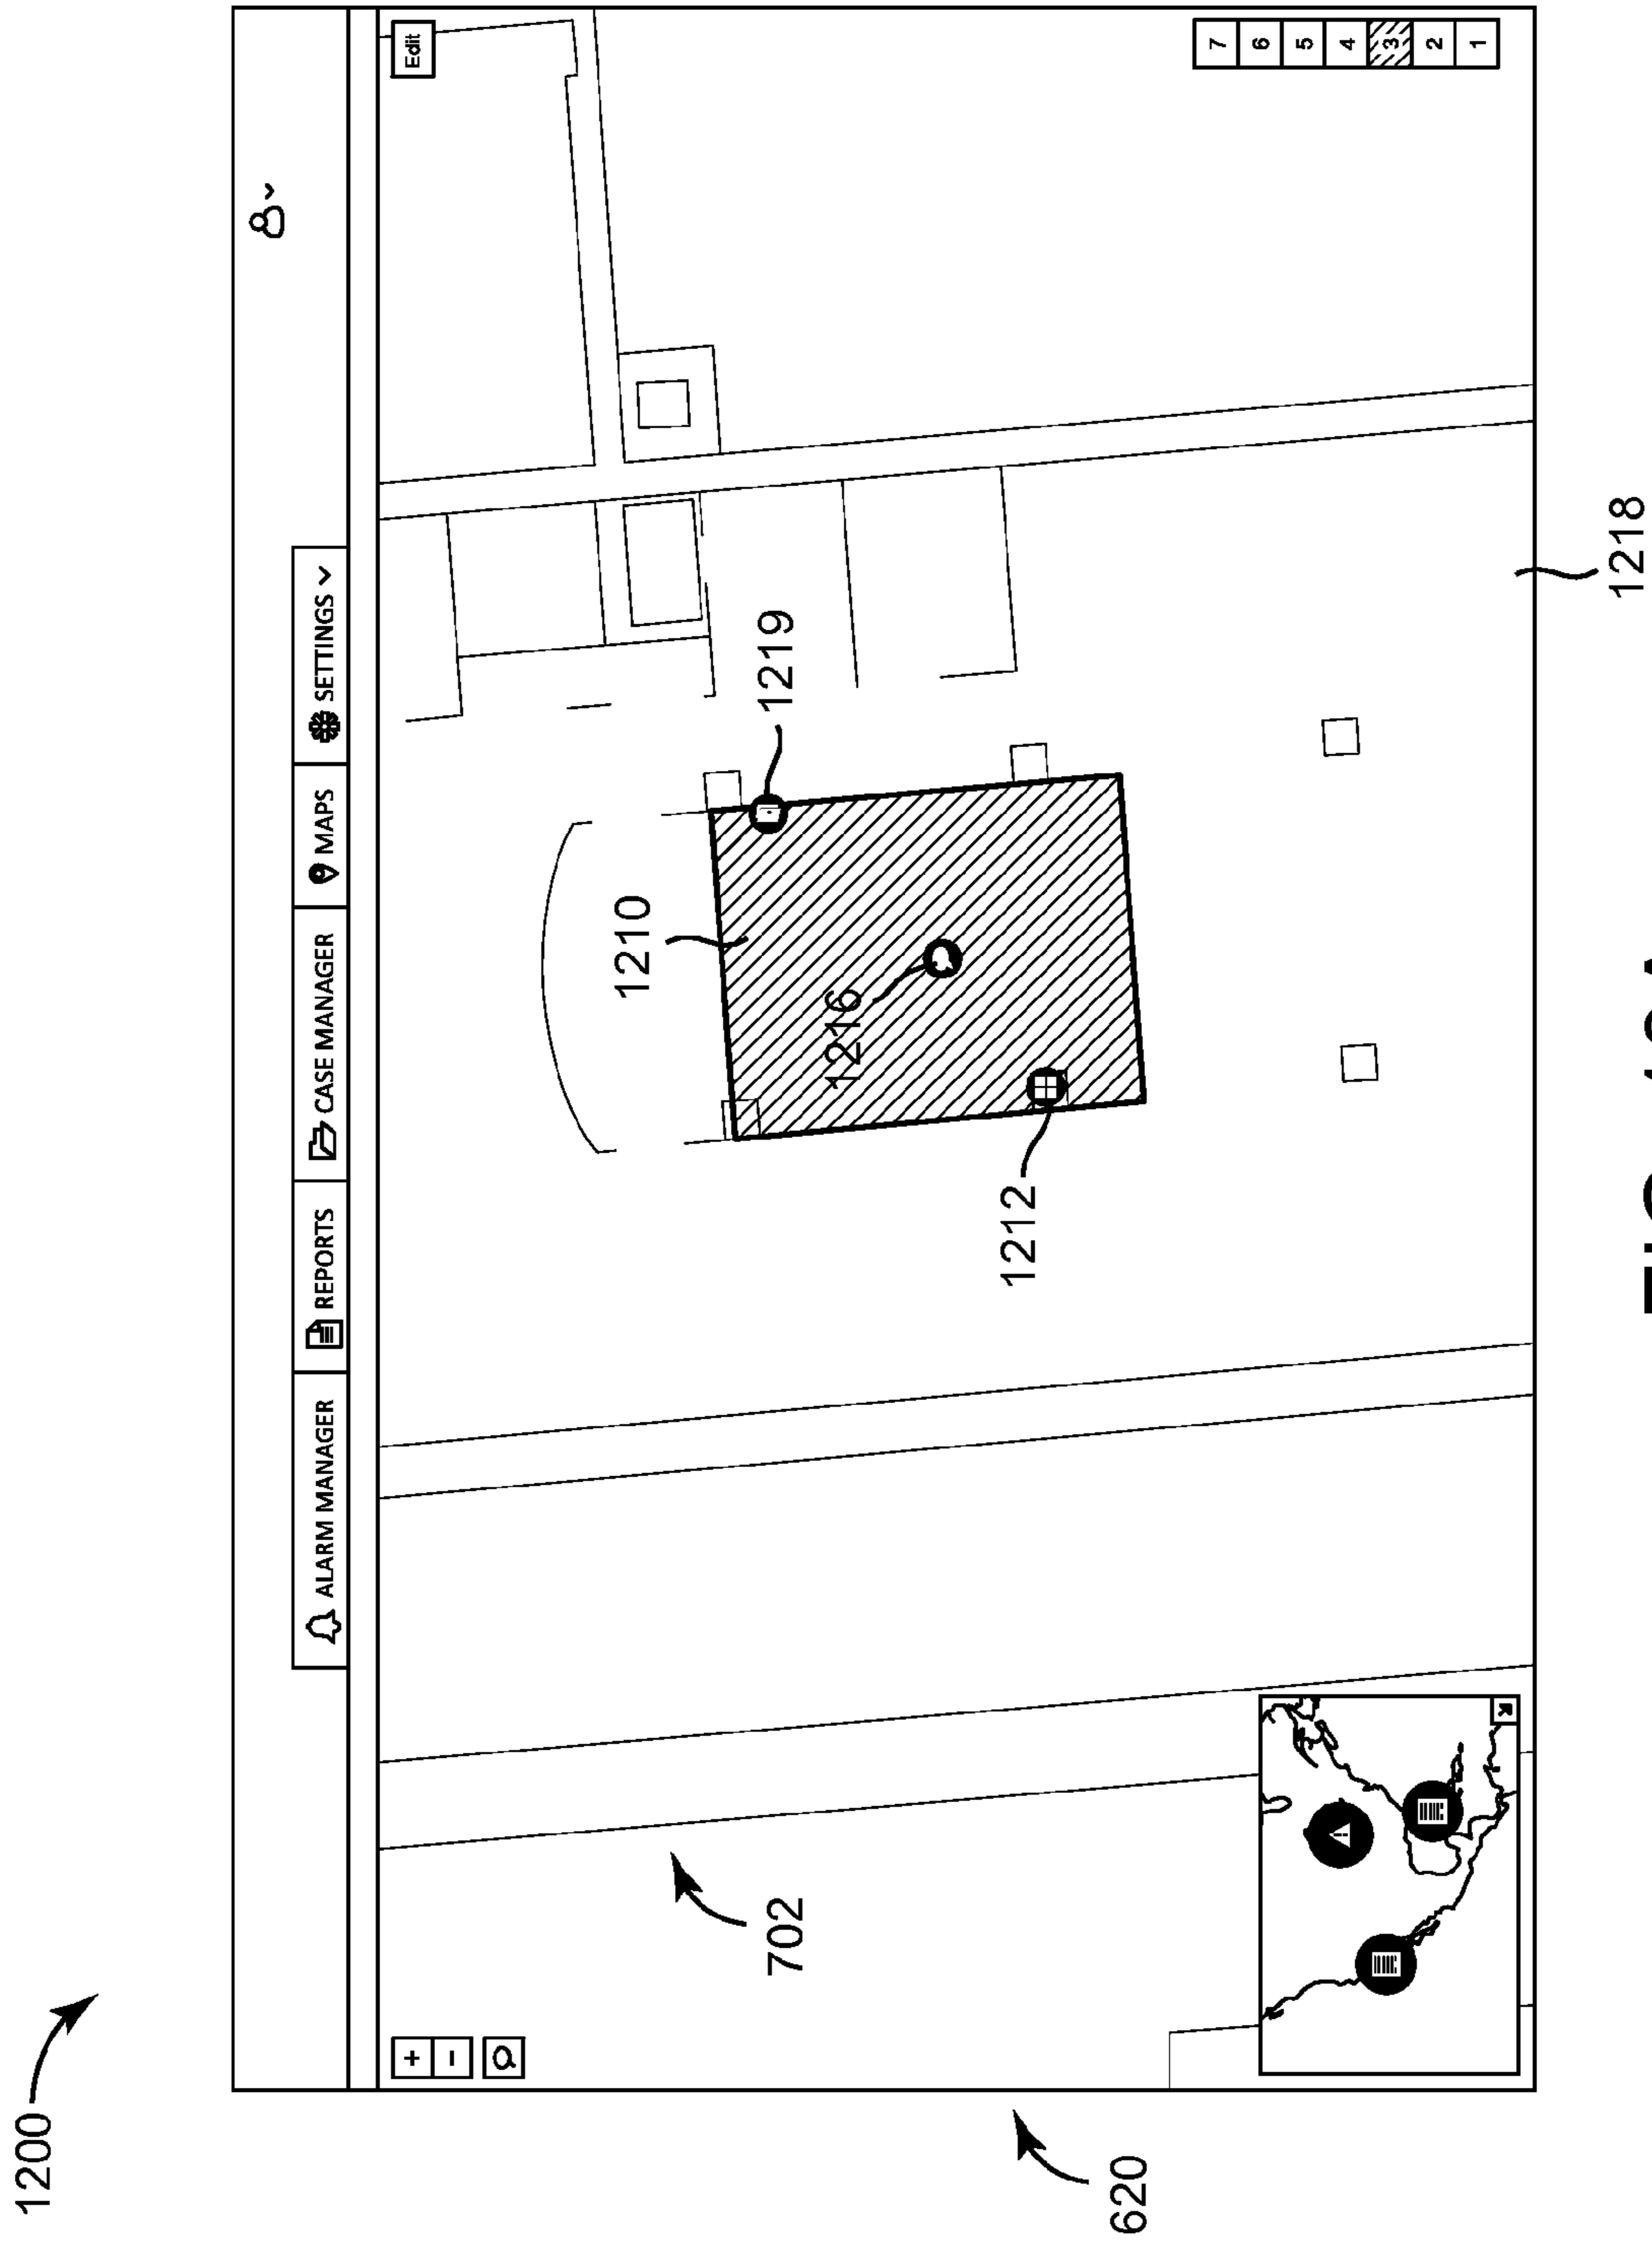 1200
620
ALARM MANAGER
REPORTS
CASE MANAGER
MAPS
SETTINGS
+
-
Edit
702
1210
1219
1216
1212
7
6
5
4
3
2
1
1218